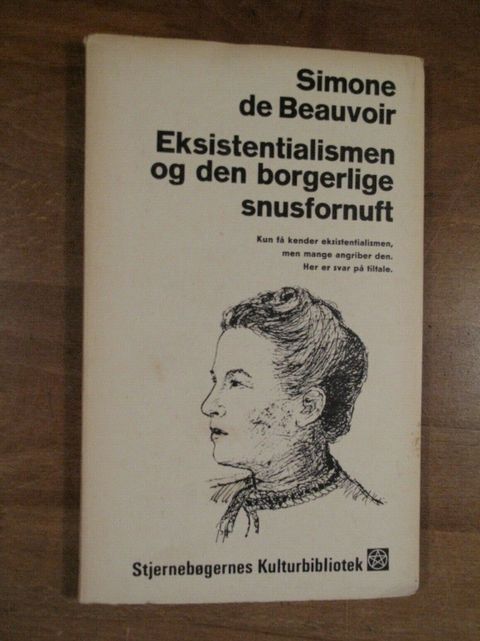 Simone
de Beauvoir
Eksistentialismen
og den borgerlige
snusfornuft
Kun få kender eksistentialismen,
men mange angriber den.
Her er svar på tiltale.
Stjernebøgernes Kulturbibliotek